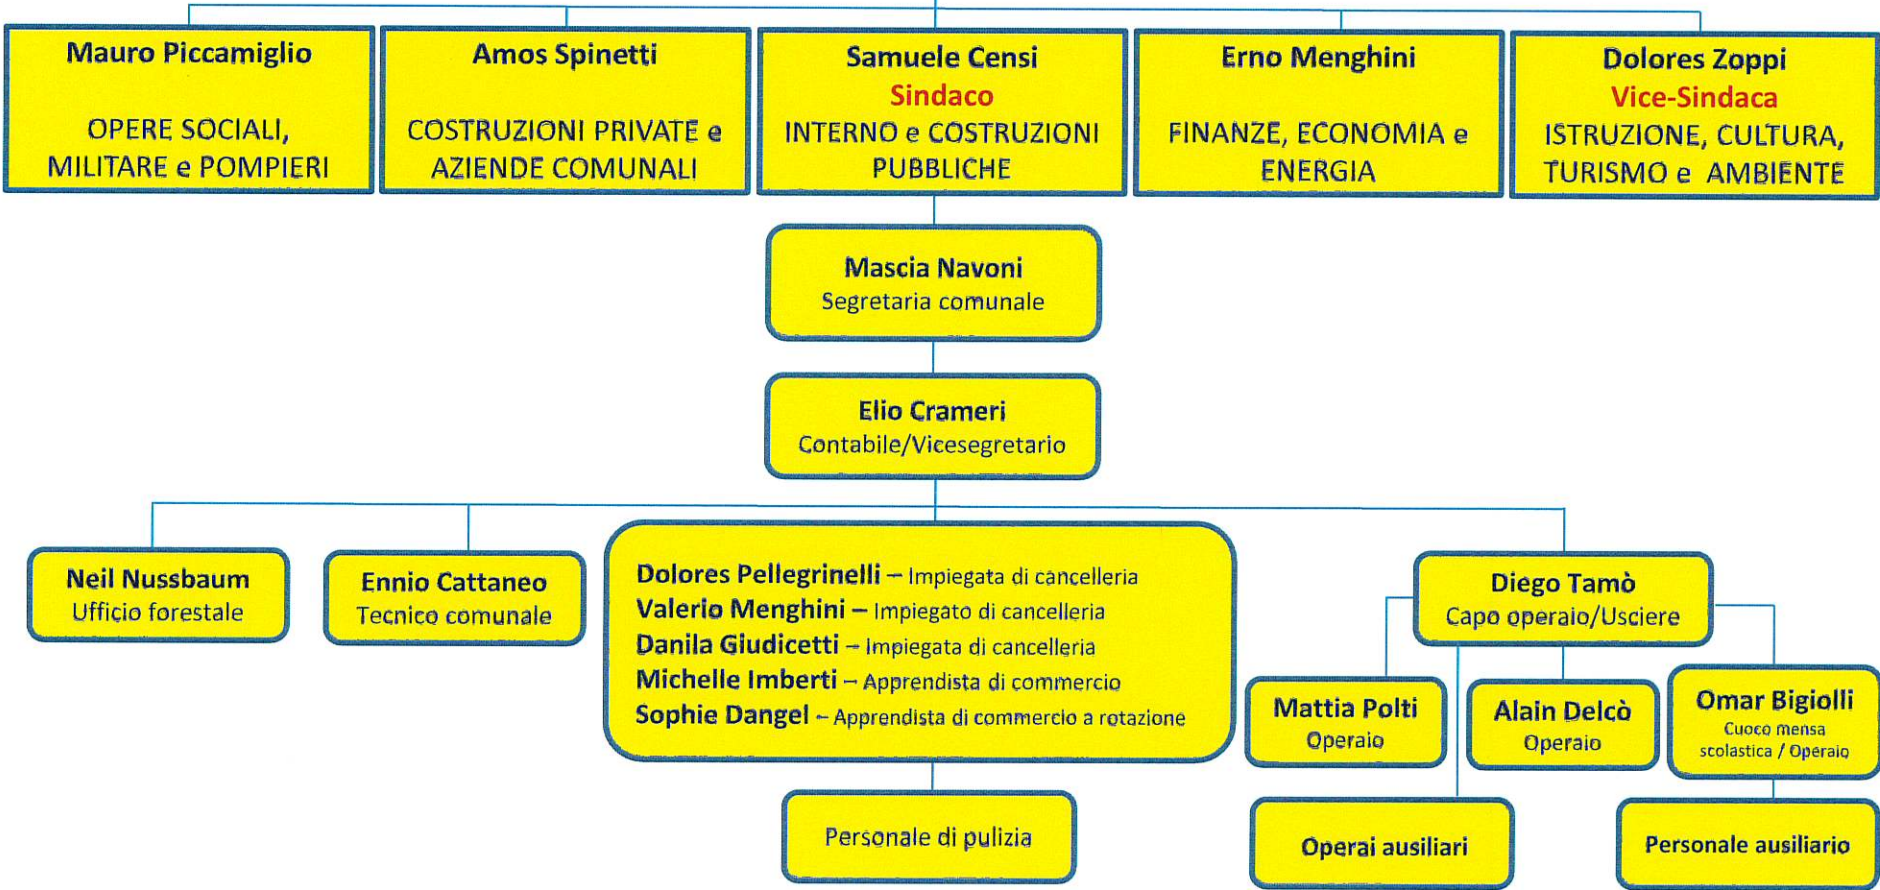 Mauro Piccamiglio
OPERE SOCIALI,
MILITARE e POMPIERI
Amos Spinetti
COSTRUZIONI PRIVATE e
AZIENDE COMUNALI
Samuele Censi
Sindaco
INTERNO e COSTRUZIONI
PUBBLICHE
Erno Menghini
FINANZE, ECONOMIA e
ENERGIA
Dolores Zoppi
Vice-Sindaca
ISTRUZIONE, CULTURA,
TURISMO e AMBIENTE
Mascia Navoni
Segretaria comunale
Elio Crameri
Contabile/Vicesegretario
Neil Nussbaum
Ufficio forestale
Ennio Cattaneo
Tecnico comunale
Dolores Pellegrinelli – Impiegata di cancelleria
Valerio Menghini – Impiegato di cancelleria
Danila Giudicetti – Impiegata di cancelleria
Michelle Imberti – Apprendista di commercio
Sophie Dangel – Apprendista di commercio a rotazione
Diego Tamò
Capo operaio/Usciere
Mattia Polti
Operaio
Alain Delcò
Operaio
Omar Bigiolli
Cuoco mensa
scolastica / Operaio
Personale di pulizia
Operai ausiliari
Personale ausiliario